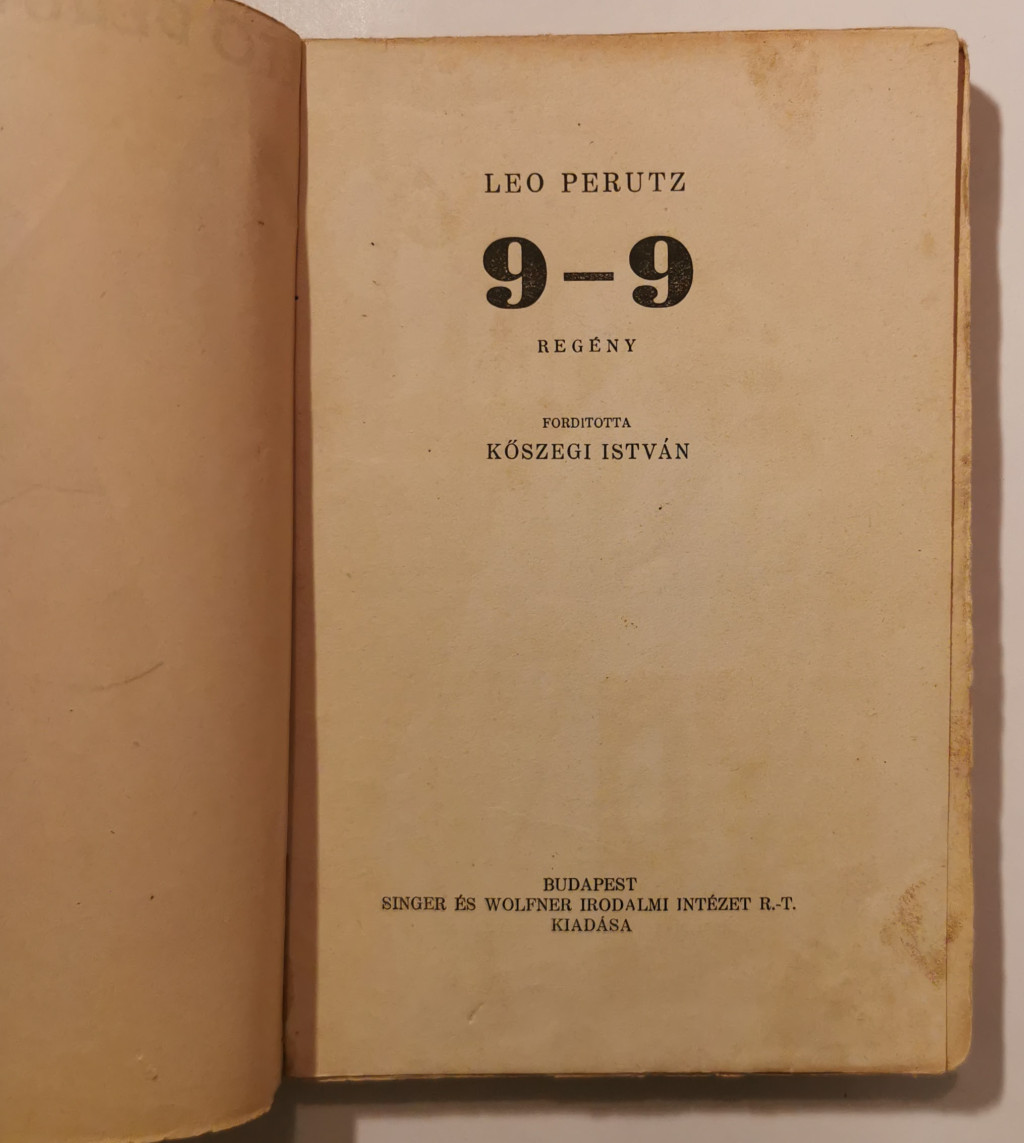 LEO PERUTZ
9–9
REGÉNY
FORDITOTTA
KŐSZEGI ISTVÁN
BUDAPEST
SINGER ÉS WOLFNER IRODALMI INTÉZET R.-T.
KIADÁSA